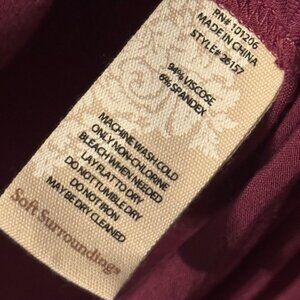 RN# 101206
MADE IN CHINA
STYLE# 28157
94% VISCOSE
6% SPANDEX
MACHINE WASH COLD
ONLY NON-CHLORINE
BLEACH WHEN NEEDED
LAY FLAT TO DRY
DO NOT TUMBLE DRY
DO NOT IRON
MAY BE DRY CLEANED
Soft Surroundings®